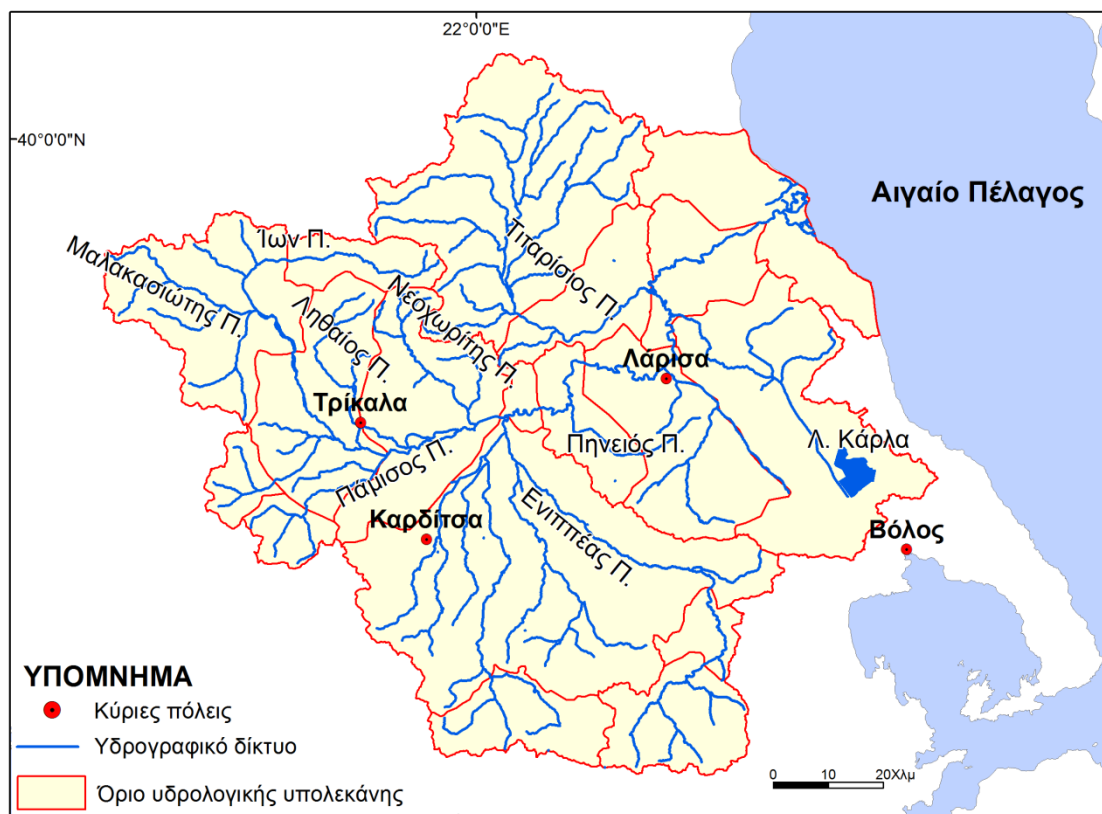 22°0'0"E
40°0'0"N
Αιγαίο Πέλαγος
Ίων Π.
Μαλακασιώτης Π.
Τιταρίσιος Π.
Ληθαίος Π.
Νεοχωρίτης Π.
Λάρισα
Τρίκαλα
Πηνειός Π.
Λ. Κάρλα
Πάμισος Π.
Καρδίτσα
Ενιππέας Π.
Βόλος
ΥΠΟΜΝΗΜΑ
Κύριες πόλεις
Υδρογραφικό δίκτυο
Όριο υδρολογικής υπολεκάνης
0 10 20Χλμ